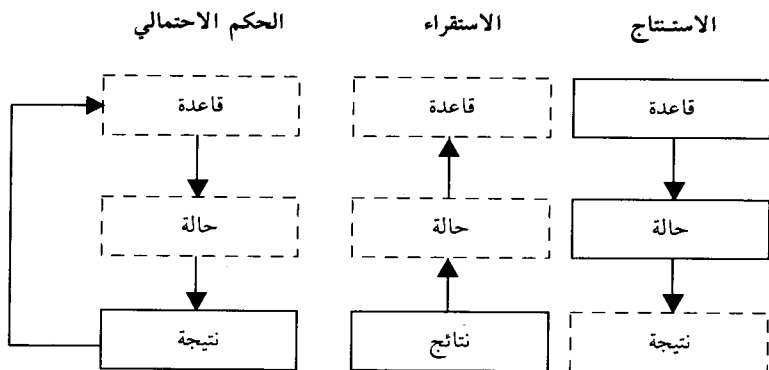 الاستنتاج الاستقراء الحكم الاحتمالي
قاعدة قاعدة قاعدة
حالة حالة حالة
نتيجة نتائج نتيجة